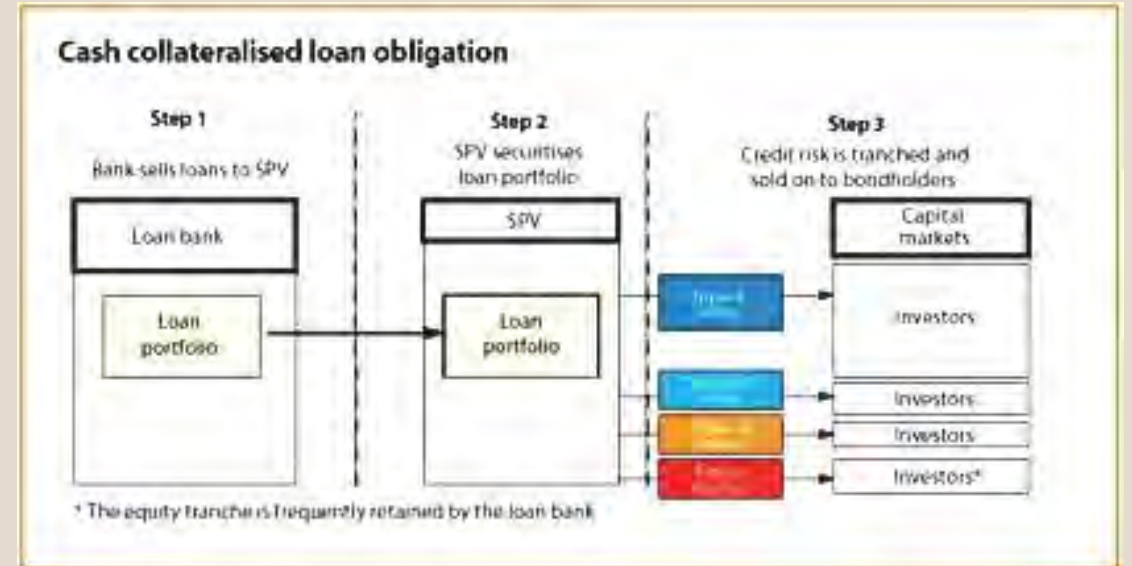 Cash collateralised loan obligation
Step 1
Bank sells loans to SPV
Loan bank
Loan
portfolio
Step 2
SPV securitises
loan portfolio
SPV
Loan
portfolio
Step 3
Credit risk is tranched and
sold on to bondholders
Capital
markets
Investors
Investors
Investors
Investors*
* The equity tranche is frequently retained by the loan bank